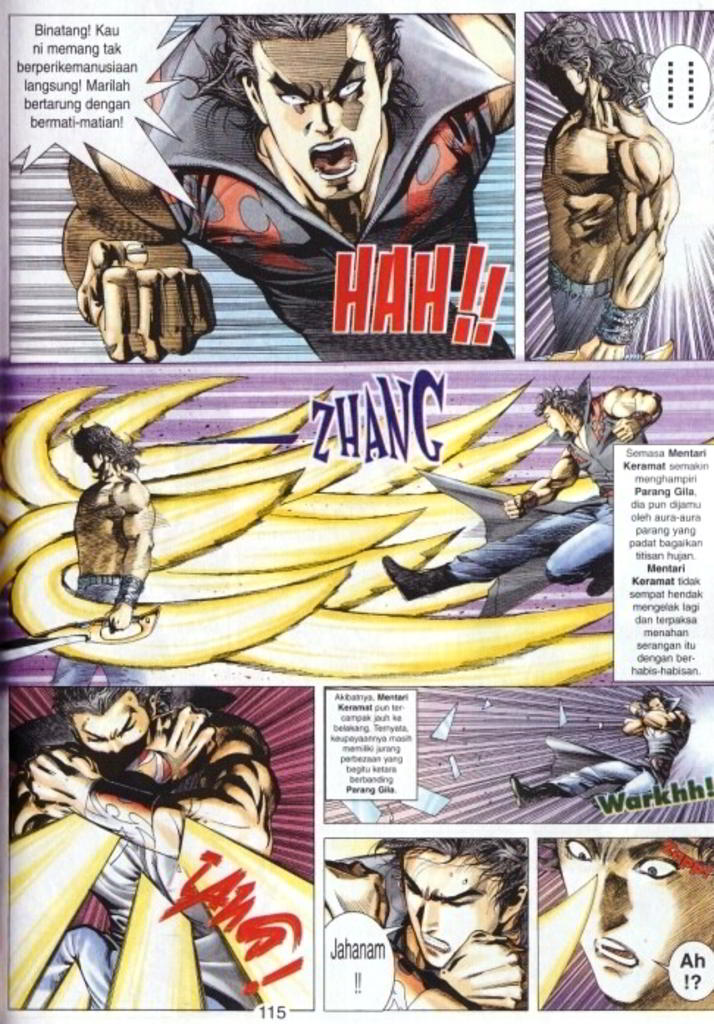 Binatang! Kau
ni memang tak
berperikemanusiaan
langsung! Marilah
bertarung dengan
bermati-matian!
HAH!!
ZHANG
Semasa Mentari
Keramat semakin
menghampiri
Parang Gila,
dia pun dijamu
oleh aura-aura
parang yang
padat bagaikan
titisan hujan.
Mentari
Keramat tidak
sempat hendak
mengelak lagi
dan terpaksa
menahan
serangan itu
dengan ber-
habis-habisan.
Akibatnya, Mentari
Keramat pun ter-
campak jauh ke
belakang. Ternyata,
keupayaannya masih
memiliki jurang
perbezaan yang
begitu ketara
berbanding
Parang Gila.
Warkhh!
Jahanam
!!
Ah
!?
115